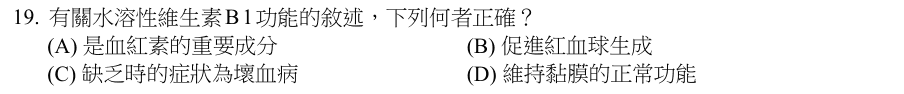 19. 有關水溶性維生素B1功能的敘述，下列何者正確？
(A) 是血紅素的重要成分 (B) 促進紅血球生成
(C) 缺乏時的症狀為壞血病 (D) 維持黏膜的正常功能